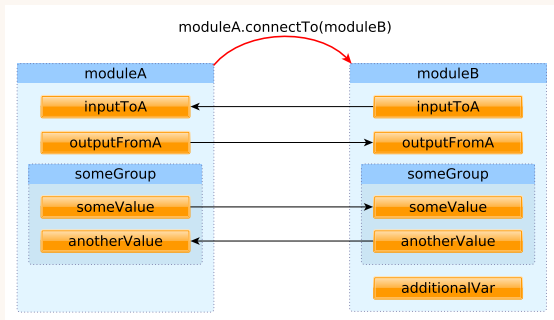 moduleA.connectTo(moduleB)
moduleA
moduleB
inputToA
inputToA
outputFromA
outputFromA
someGroup
someGroup
someValue
someValue
anotherValue
anotherValue
additionalVar